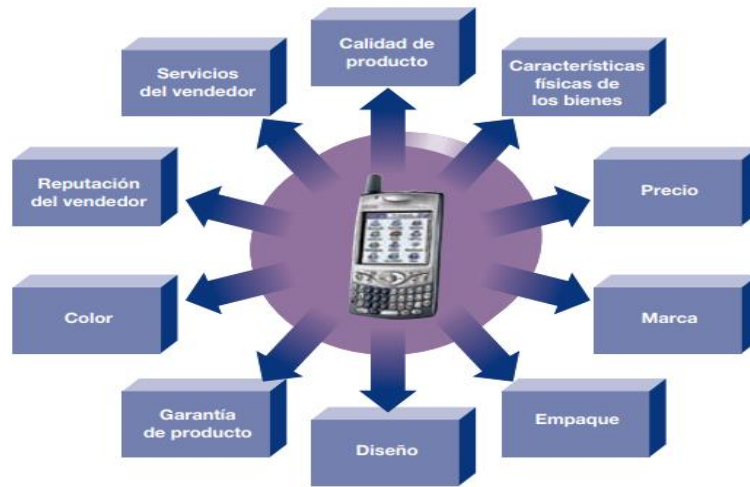 Calidad de
producto
Características
físicas de
los bienes
Precio
Marca
Empaque
Diseño
Garantía
de producto
Color
Reputación
del vendedor
Servicios
del vendedor